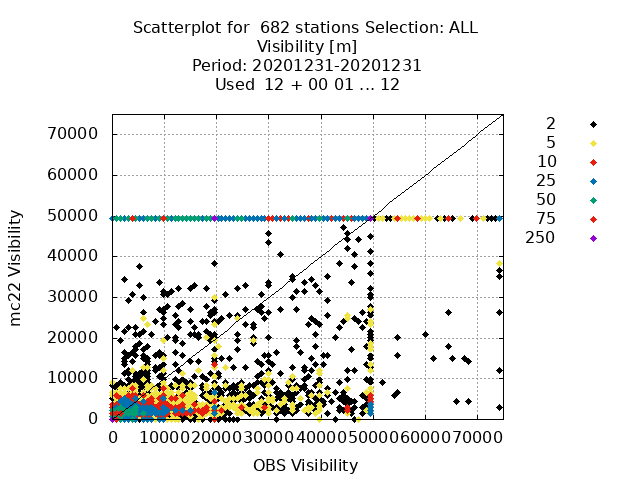 Scatterplot for  682 stations Selection: ALL
Visibility [m]
Period: 20201231-20201231
Used  12 + 00 01 ... 12
70000
60000
50000
40000
30000
20000
10000
0
mc22 Visibility
0 10000 20000 30000 40000 50000 60000 70000
OBS Visibility
2
5
10
25
50
75
250